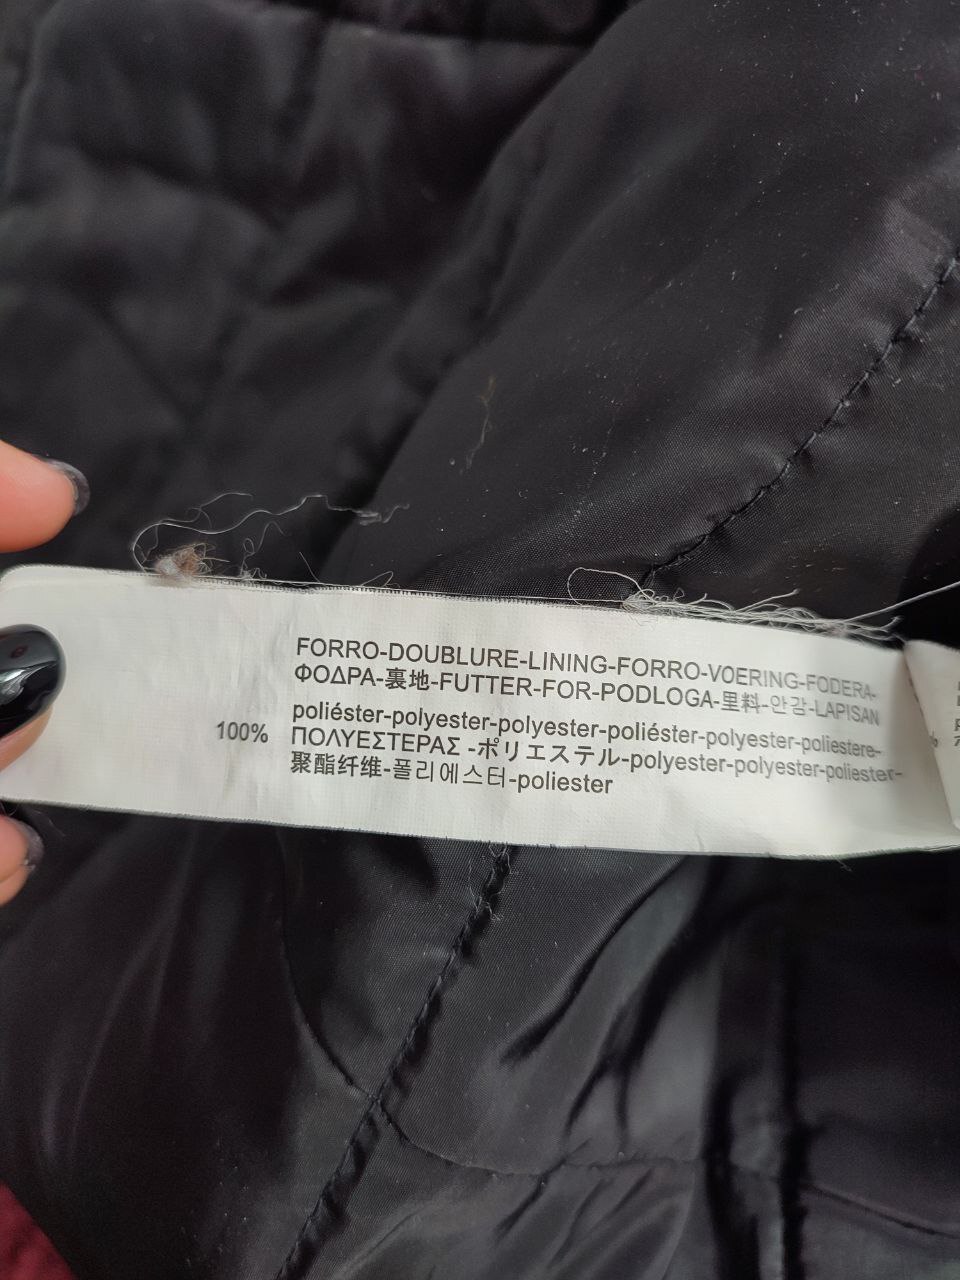 FORRO-DOUBLURE-LINING-FORRO-VOERING-FODERA-
ΦΟΔΡΑ-裏地-FUTTER-FOR-PODLOGA-里料-안감-LAPISAN
poliéster-polyester-polyester-poliéster-polyester-poliestere-
100% ΠΟΛΥΕΣΤΕΡΑΣ -ポリエステル-polyester-polyester-poliester-
聚酯纤维-폴리에스터-poliester